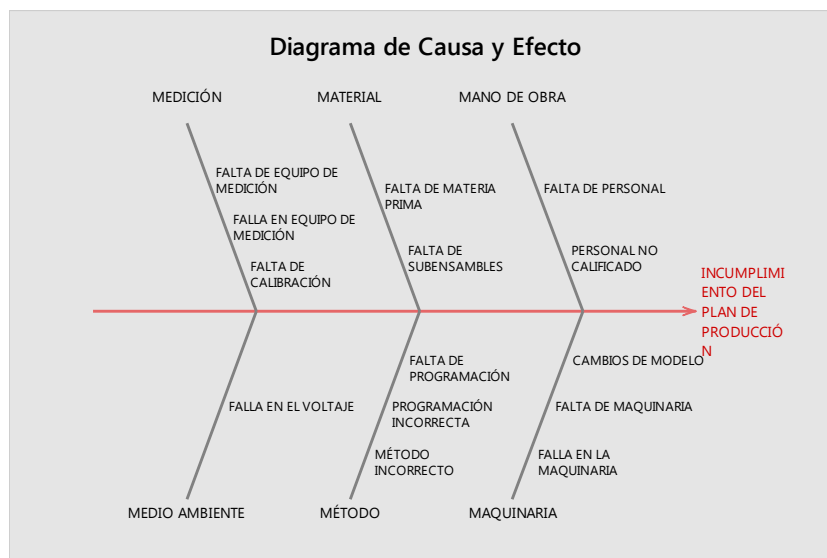 Diagrama de Causa y Efecto
MEDICIÓN
MATERIAL
MANO DE OBRA
FALTA DE EQUIPO DE
MEDICIÓN
FALLA EN EQUIPO DE
MEDICIÓN
FALTA DE
CALIBRACIÓN
FALTA DE MATERIA
PRIMA
FALTA DE
SUBENSAMBLES
FALTA DE PERSONAL
PERSONAL NO
CALIFICADO
INCUMPLIMI
ENTO DEL
PLAN DE
PRODUCCIÓ
N
FALLA EN EL VOLTAJE
FALTA DE
PROGRAMACIÓN
PROGRAMACIÓN
INCORRECTA
MÉTODO
INCORRECTO
CAMBIOS DE MODELO
FALTA DE MAQUINARIA
FALLA EN LA
MAQUINARIA
MEDIO AMBIENTE
MÉTODO
MAQUINARIA